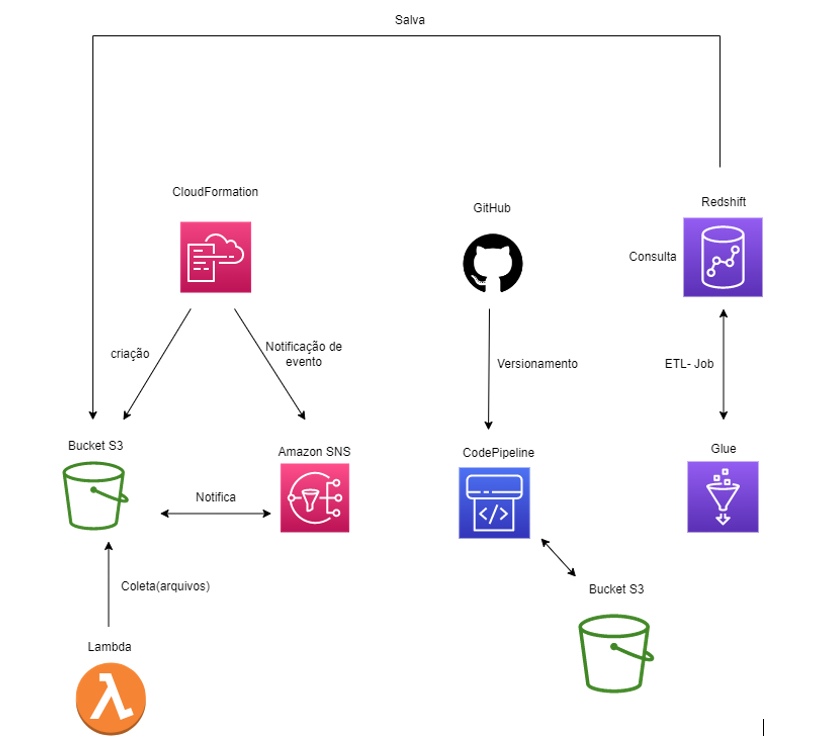 Salva
CloudFormation
GitHub
Redshift
Consulta
criação
Notificação de
evento
Versionamento
ETL- Job
Bucket S3
Amazon SNS
CodePipeline
Glue
Notifica
Coleta(arquivos)
Bucket S3
Lambda